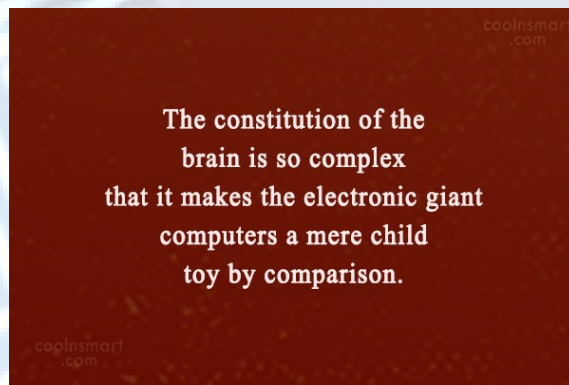 coolnsmart
.com
The constitution of the
brain is so complex
that it makes the electronic giant
computers a mere child
toy by comparison.
coolnsmart
.com